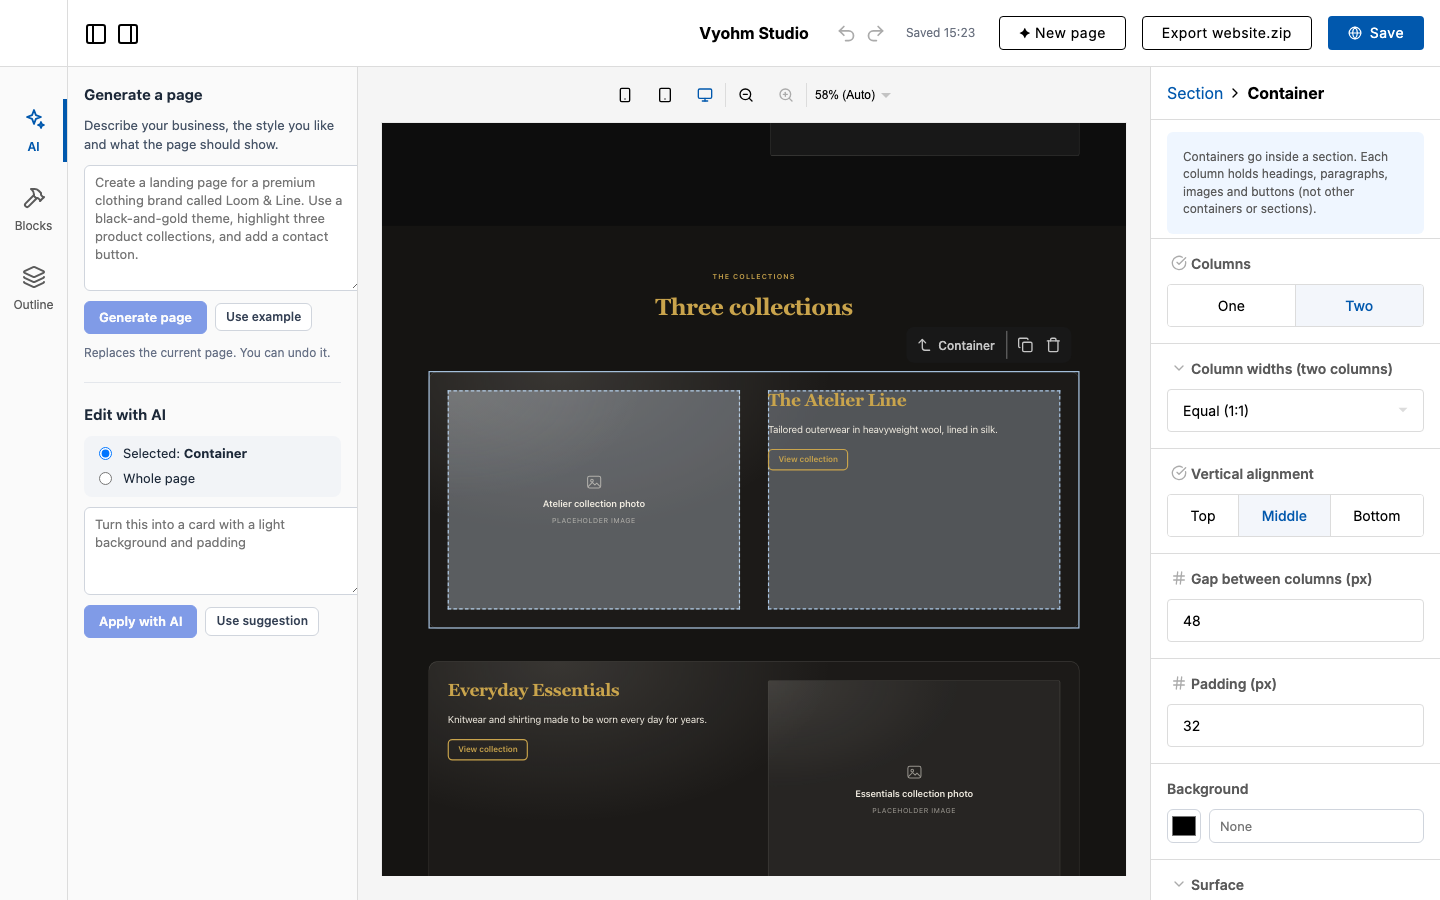 Vyohm Studio
Saved 15:23
New page
Export website.zip
Save
AI
Blocks
Outline
Generate a page
Describe your business, the style you like
and what the page should show.
Create a landing page for a premium
clothing brand called Loom & Line. Use a
black-and-gold theme, highlight three
product collections, and add a contact
button.
Generate page
Use example
Replaces the current page. You can undo it.
Edit with AI
Selected: Container
Whole page
Turn this into a card with a light
background and padding
Apply with AI
Use suggestion
58% (Auto)
THE COLLECTIONS
Three collections
Container
Atelier collection photo
PLACEHOLDER IMAGE
The Atelier Line
Tailored outerwear in heavyweight wool, lined in silk.
View collection
Everyday Essentials
Knitwear and shirting made to be worn every day for years.
View collection
Essentials collection photo
PLACEHOLDER IMAGE
Section > Container
Containers go inside a section. Each
column holds headings, paragraphs,
images and buttons (not other
containers or sections).
Columns
One
Two
Column widths (two columns)
Equal (1:1)
Vertical alignment
Top
Middle
Bottom
Gap between columns (px)
48
Padding (px)
32
Background
None
Surface